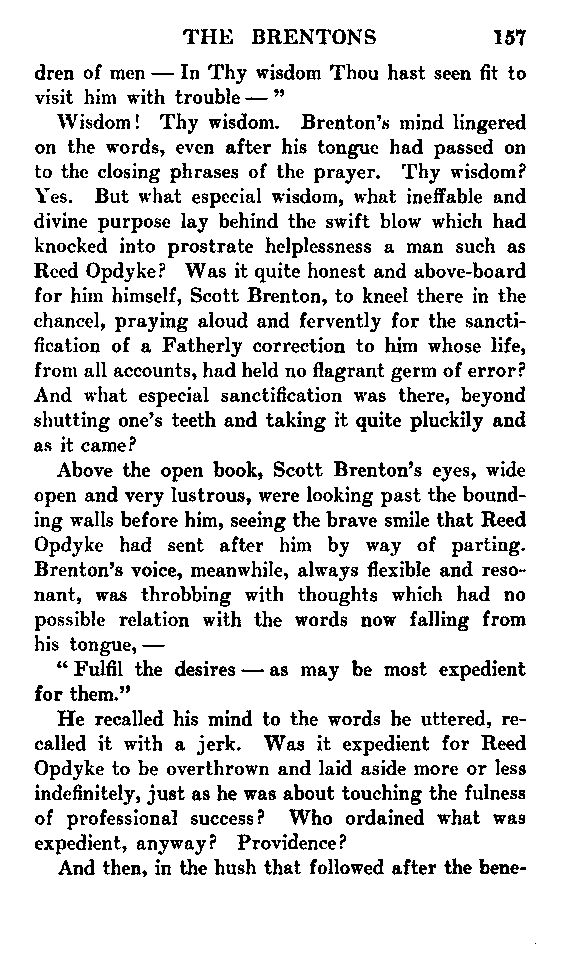 THE BRENTONS 157
dren of men — In Thy wisdom Thou hast seen fit to
visit him with trouble — ”
Wisdom! Thy wisdom. Brenton’s mind lingered
on the words, even after his tongue had passed on
to the closing phrases of the prayer. Thy wisdom?
Yes. But what especial wisdom, what ineffable and
divine purpose lay behind the swift blow which had
knocked into prostrate helplessness a man such as
Reed Opdyke? Was it quite honest and above-board
for him himself, Scott Brenton, to kneel there in the
chancel, praying aloud and fervently for the sancti-
fication of a Fatherly correction to him whose life,
from all accounts, had held no flagrant germ of error?
And what especial sanctification was there, beyond
shutting one’s teeth and taking it quite pluckily and
as it came?
Above the open book, Scott Brenton’s eyes, wide
open and very lustrous, were looking past the bound-
ing walls before him, seeing the brave smile that Reed
Opdyke had sent after him by way of parting.
Brenton’s voice, meanwhile, always flexible and reso-
nant, was throbbing with thoughts which had no
possible relation with the words now falling from
his tongue, —
“ Fulfil the desires — as may be most expedient
for them.”
He recalled his mind to the words he uttered, re-
called it with a jerk. Was it expedient for Reed
Opdyke to be overthrown and laid aside more or less
indefinitely, just as he was about touching the fulness
of professional success? Who ordained what was
expedient, anyway? Providence?
And then, in the hush that followed after the bene-